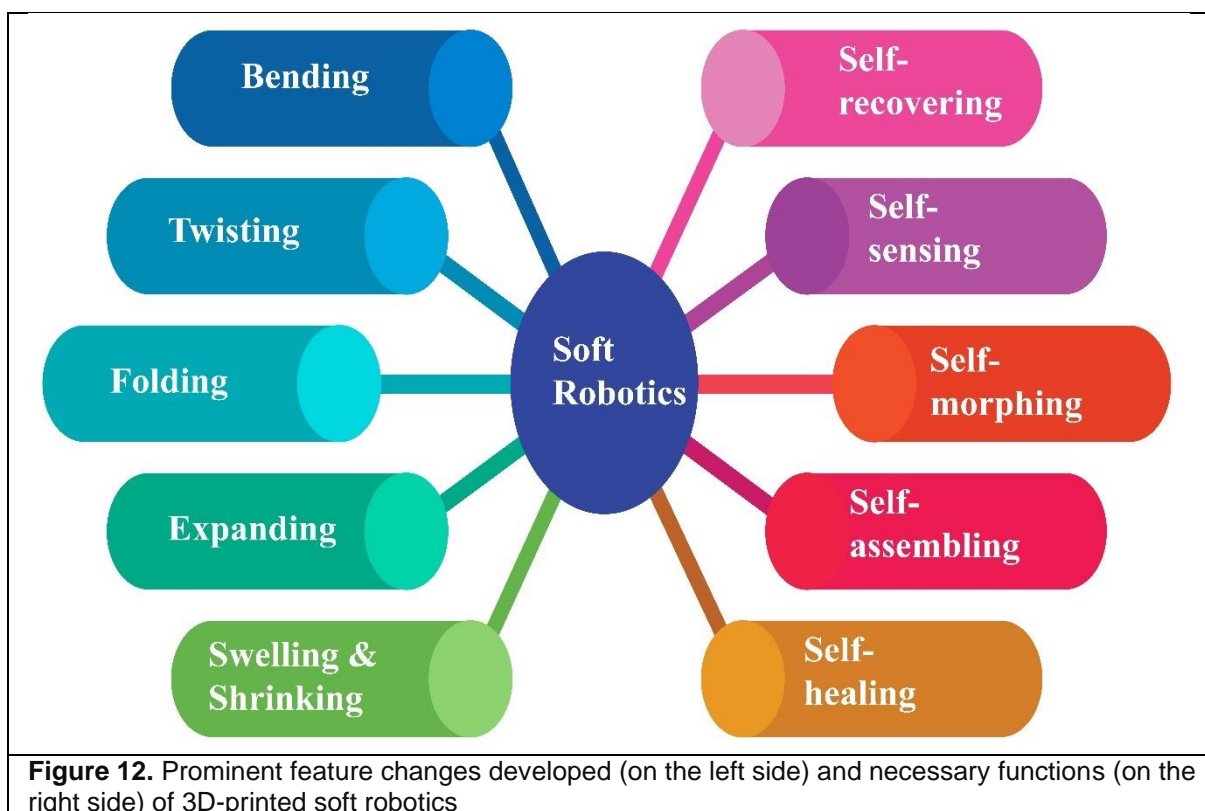 Bending
Twisting
Folding
Expanding
Swelling &
Shrinking
Soft
Robotics
Self-
recovering
Self-
sensing
Self-
morphing
Self-
assembling
Self-
healing
Figure 12. Prominent feature changes developed (on the left side) and necessary functions (on the
right side) of 3D-printed soft robotics